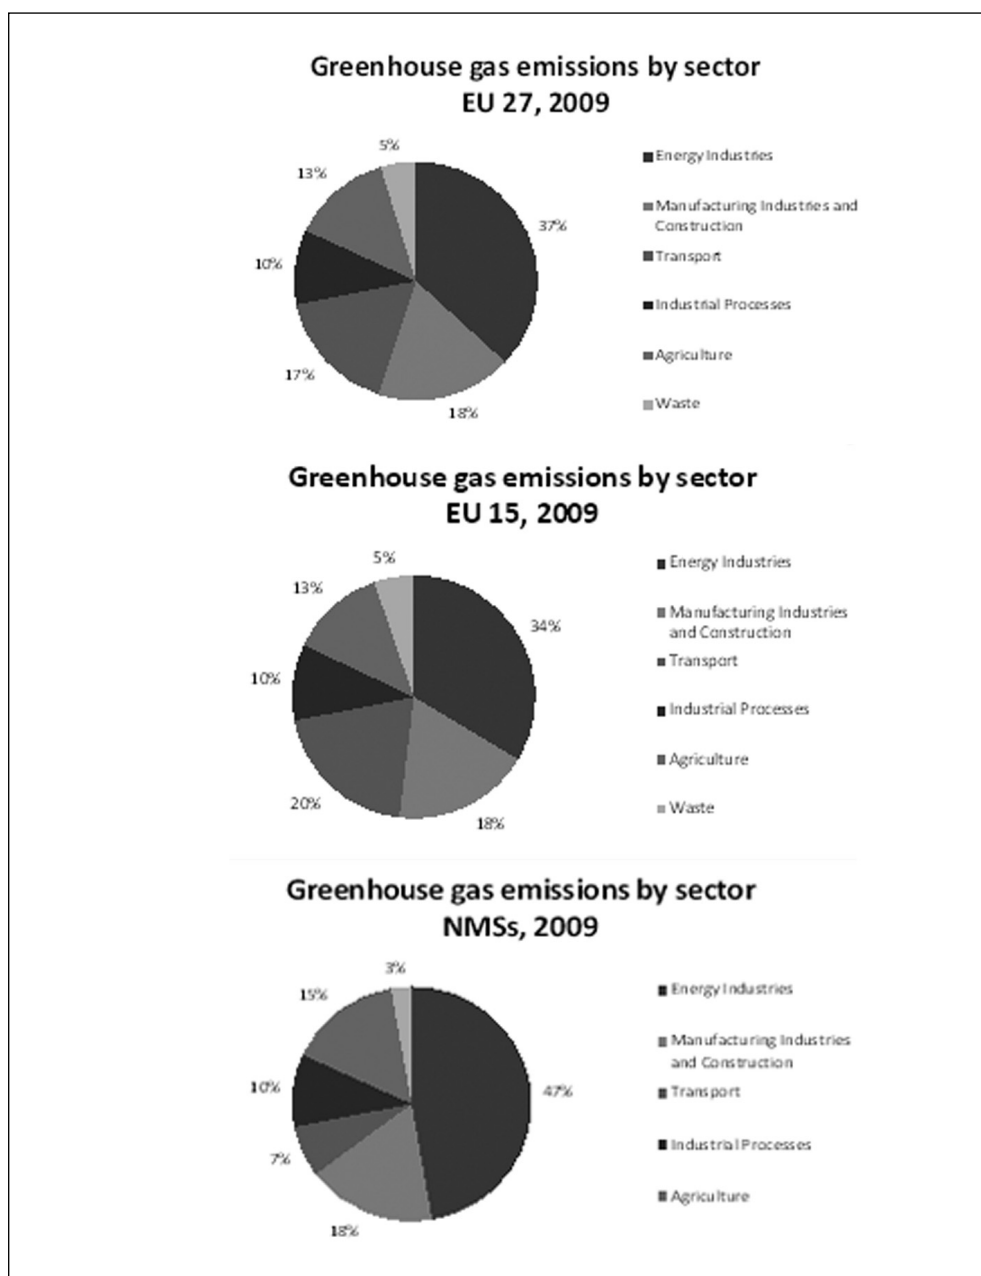 Greenhouse gas emissions by sector
EU 27, 2009
5%
13%
37%
10%
17%
18%
Energy Industries
Manufacturing Industries and
Construction
Transport
Industrial Processes
Agriculture
Waste
Greenhouse gas emissions by sector
EU 15, 2009
5%
13%
34%
10%
20%
18%
Energy Industries
Manufacturing Industries
and Construction
Transport
Industrial Processes
Agriculture
Waste
Greenhouse gas emissions by sector
NMSs, 2009
3%
15%
47%
10%
7%
18%
Energy Industries
Manufacturing Industries
and Construction
Transport
Industrial Processes
Agriculture